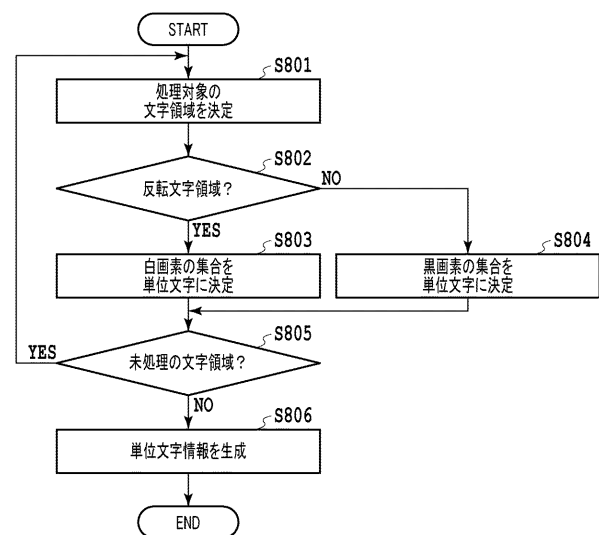 START
S801
処理対象の
文字領域を決定
S802
反転文字領域?
NO
YES
S803
白画素の集合を
単位文字に決定
S804
黒画素の集合を
単位文字に決定
S805
YES
未処理の文字領域?
NO
S806
単位文字情報を生成
END